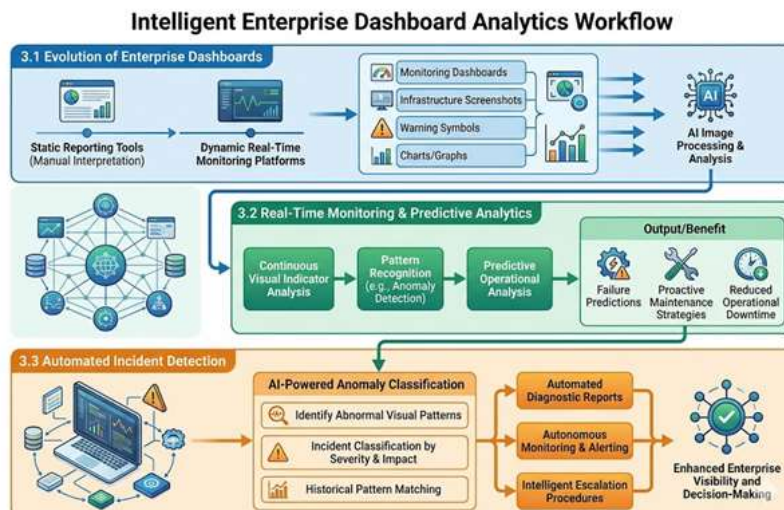 Intelligent Enterprise Dashboard Analytics Workflow
3.1 Evolution of Enterprise Dashboards
Static Reporting Tools
(Manual Interpretation)
Dynamic Real-Time
Monitoring Platforms
Monitoring Dashboards
Infrastructure Screenshots
Warning Symbols
Charts/Graphs
AI
AI Image
Processing &
Analysis
3.2 Real-Time Monitoring & Predictive Analytics
Continuous
Visual Indicator
Analysis
Pattern
Recognition
(e.g., Anomaly
Detection)
Predictive
Operational
Analysis
Output/Benefit
Failure
Predictions
Proactive
Maintenance
Strategies
Reduced
Operational
Downtime
3.3 Automated Incident Detection
AI-Powered Anomaly Classification
Identify Abnormal Visual Patterns
Incident Classification by
Severity & Impact
Historical Pattern Matching
Automated
Diagnostic Reports
Autonomous
Monitoring & Alerting
Intelligent Escalation
Procedures
Enhanced Enterprise
Visibility and
Decision-Making